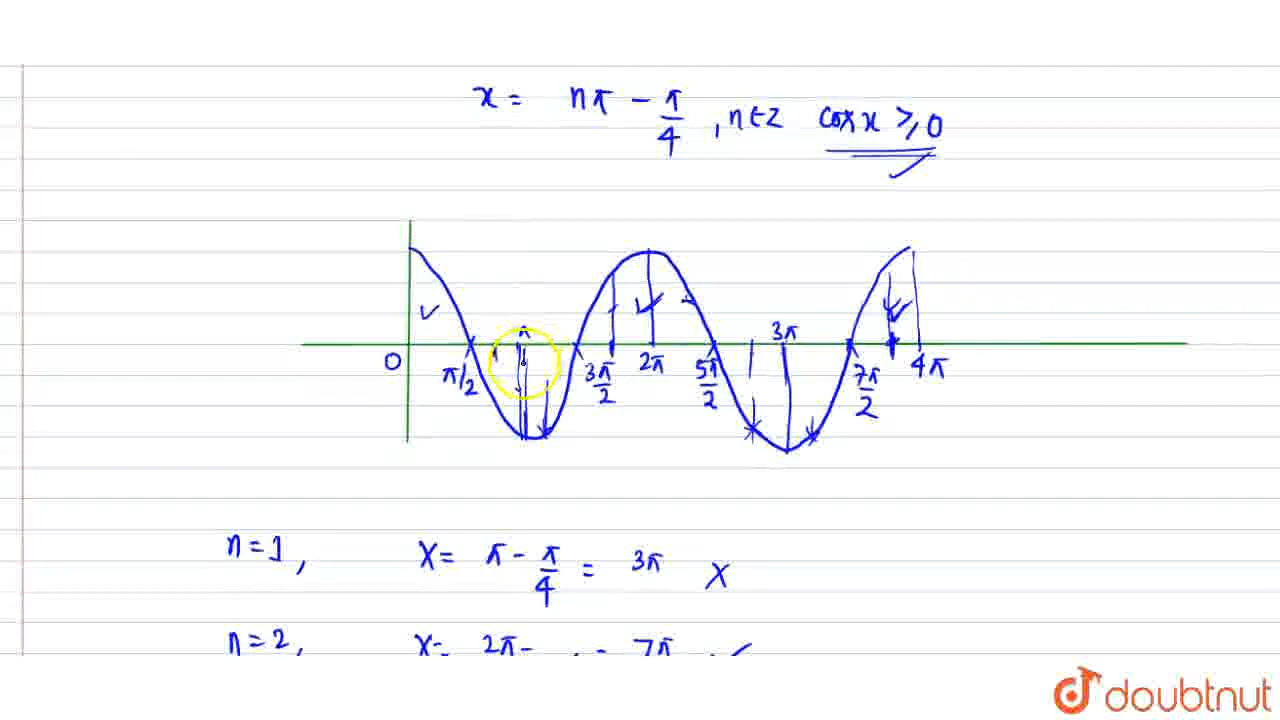 x = nπ - π/4 , n∈Z cos x ≥ 0
π 3π
0 π/2 3π/2 2π 5π/2 7π/2 4π
n = 1, x = π - π/4 = 3π X
n = 2, x = 2π - = 7π
doubtnut